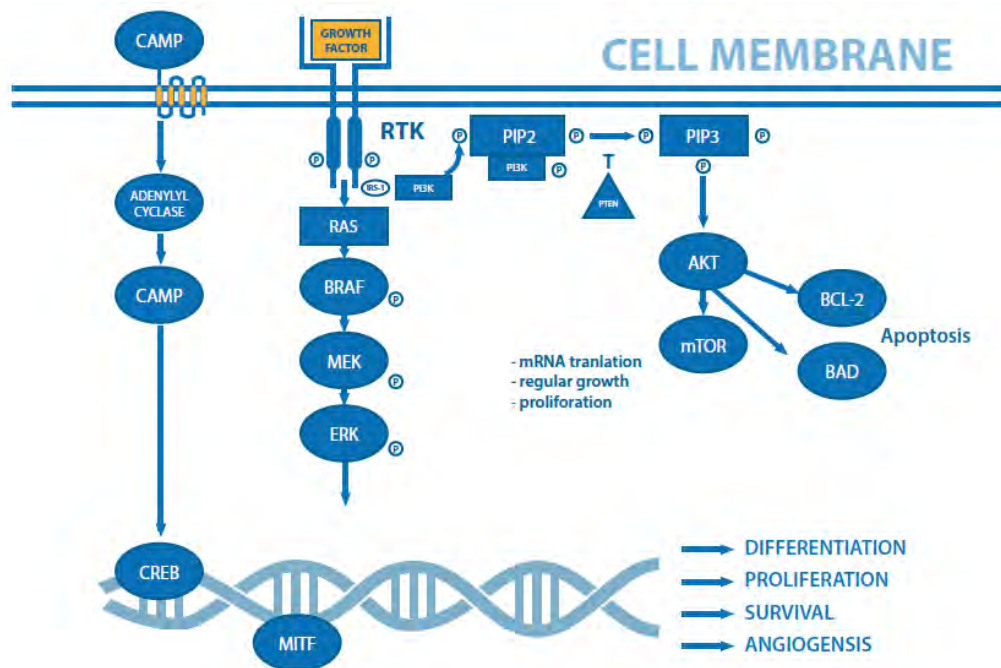 CAMP
GROWTH
FACTOR
CELL MEMBRANE
RTK
P
P
P
PIP2
P
P
PIP3
P
IRS-1
PI3K
PI3K
P
T
P
PTEN
ADENYLYL
CYCLASE
RAS
AKT
CAMP
BRAF
P
BCL-2
Apoptosis
mTOR
BAD
MEK
P
- mRNA tranlation
- regular growth
- proliforation
ERK
P
CREB
MITF
DIFFERENTIATION
PROLIFERATION
SURVIVAL
ANGIOGENSIS